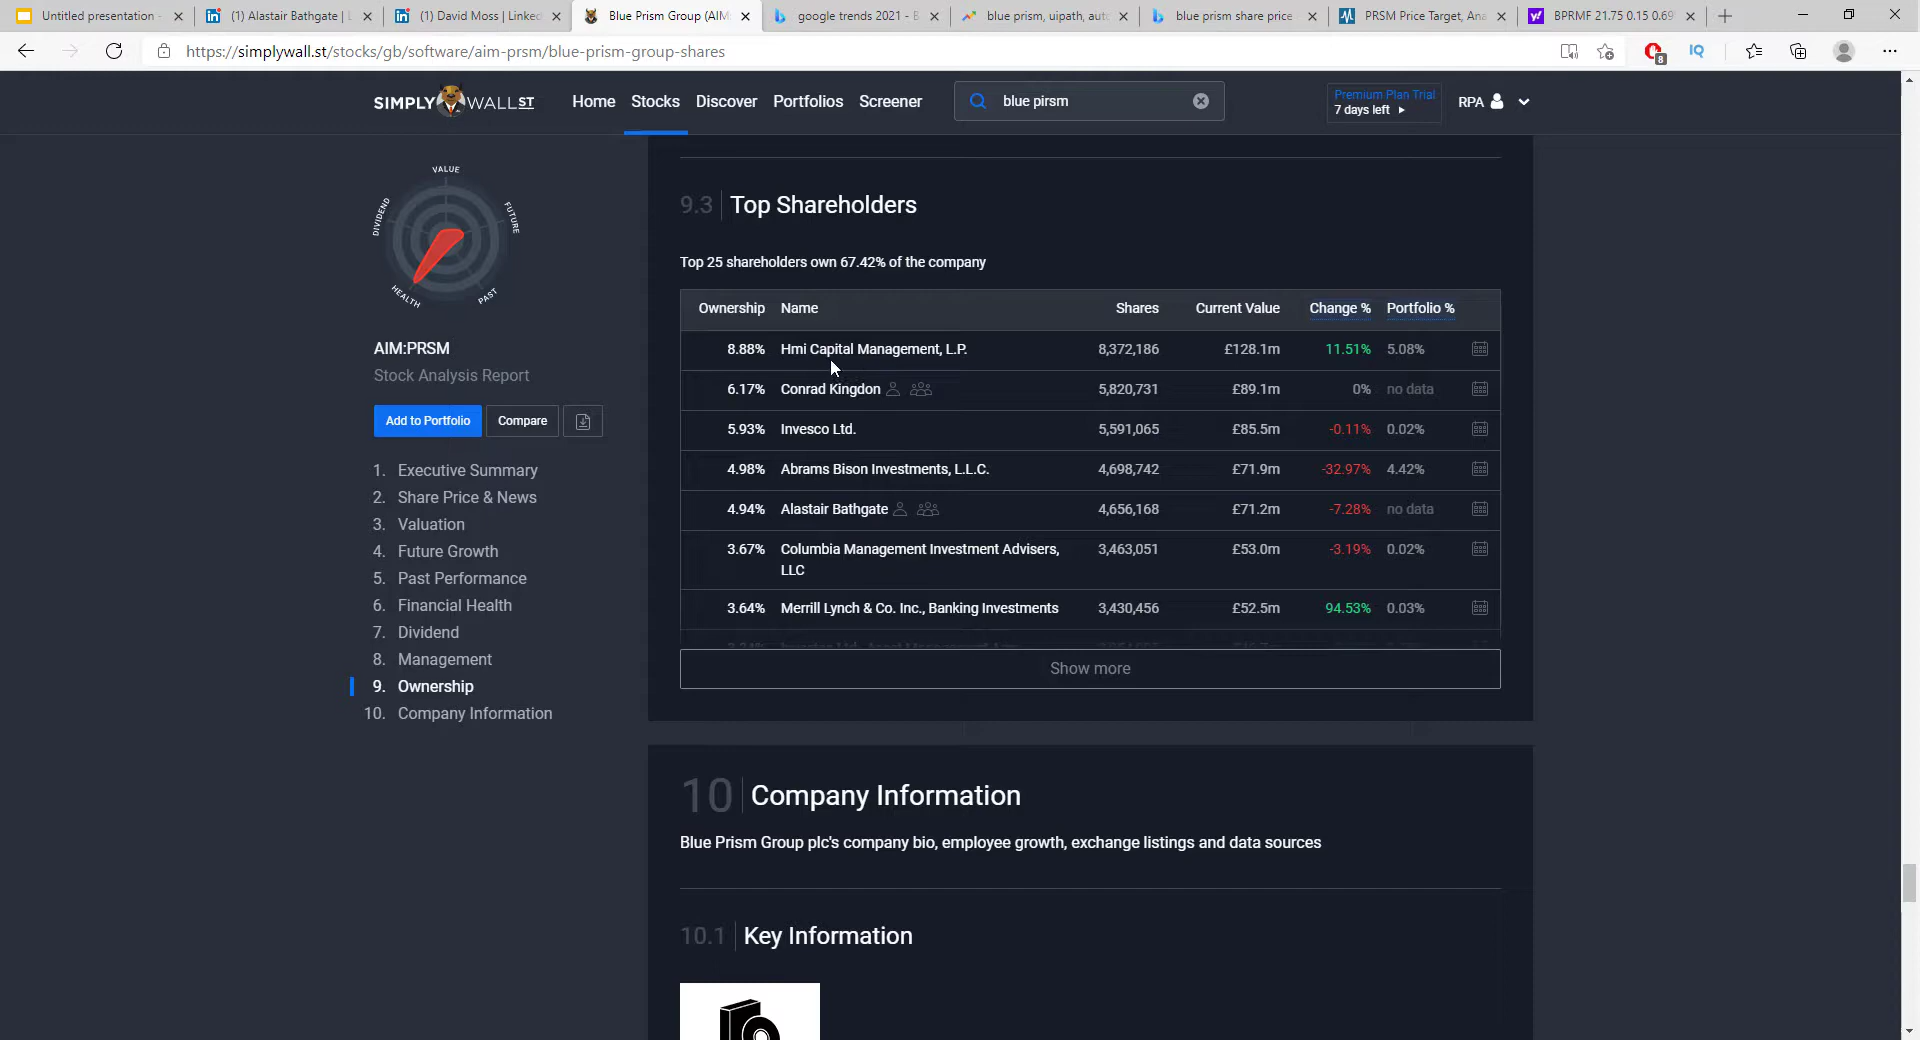 Untitled presentation -
(1) Alastair Bathgate | L
(1) David Moss | Linked
Blue Prism Group (AIM:
google trends 2021 - B
blue prism, uipath, auto
blue prism share price
PRSM Price Target, Ana
BPRMF 21.75 0.15 0.69
https://simplywall.st/stocks/gb/software/aim-prsm/blue-prism-group-shares
8
IQ
SIMPLY WALL ST
Home
Stocks
Discover
Portfolios
Screener
blue pirsm
Premium Plan Trial
7 days left
RPA
VALUE
FUTURE
PAST
HEALTH
DIVIDEND
AIM:PRSM
Stock Analysis Report
Add to Portfolio
Compare
1. Executive Summary
2. Share Price & News
3. Valuation
4. Future Growth
5. Past Performance
6. Financial Health
7. Dividend
8. Management
9. Ownership
10. Company Information
9.3 Top Shareholders
Top 25 shareholders own 67.42% of the company
Ownership Name Shares Current Value Change % Portfolio %
8.88% Hmi Capital Management, L.P. 8,372,186 £128.1m 11.51% 5.08%
6.17% Conrad Kingdon 5,820,731 £89.1m 0% no data
5.93% Invesco Ltd. 5,591,065 £85.5m -0.11% 0.02%
4.98% Abrams Bison Investments, L.L.C. 4,698,742 £71.9m -32.97% 4.42%
4.94% Alastair Bathgate 4,656,168 £71.2m -7.28% no data
3.67% Columbia Management Investment Advisers, 3,463,051 £53.0m -3.19% 0.02%
LLC
3.64% Merrill Lynch & Co. Inc., Banking Investments 3,430,456 £52.5m 94.53% 0.03%
Show more
10 Company Information
Blue Prism Group plc's company bio, employee growth, exchange listings and data sources
10.1 Key Information